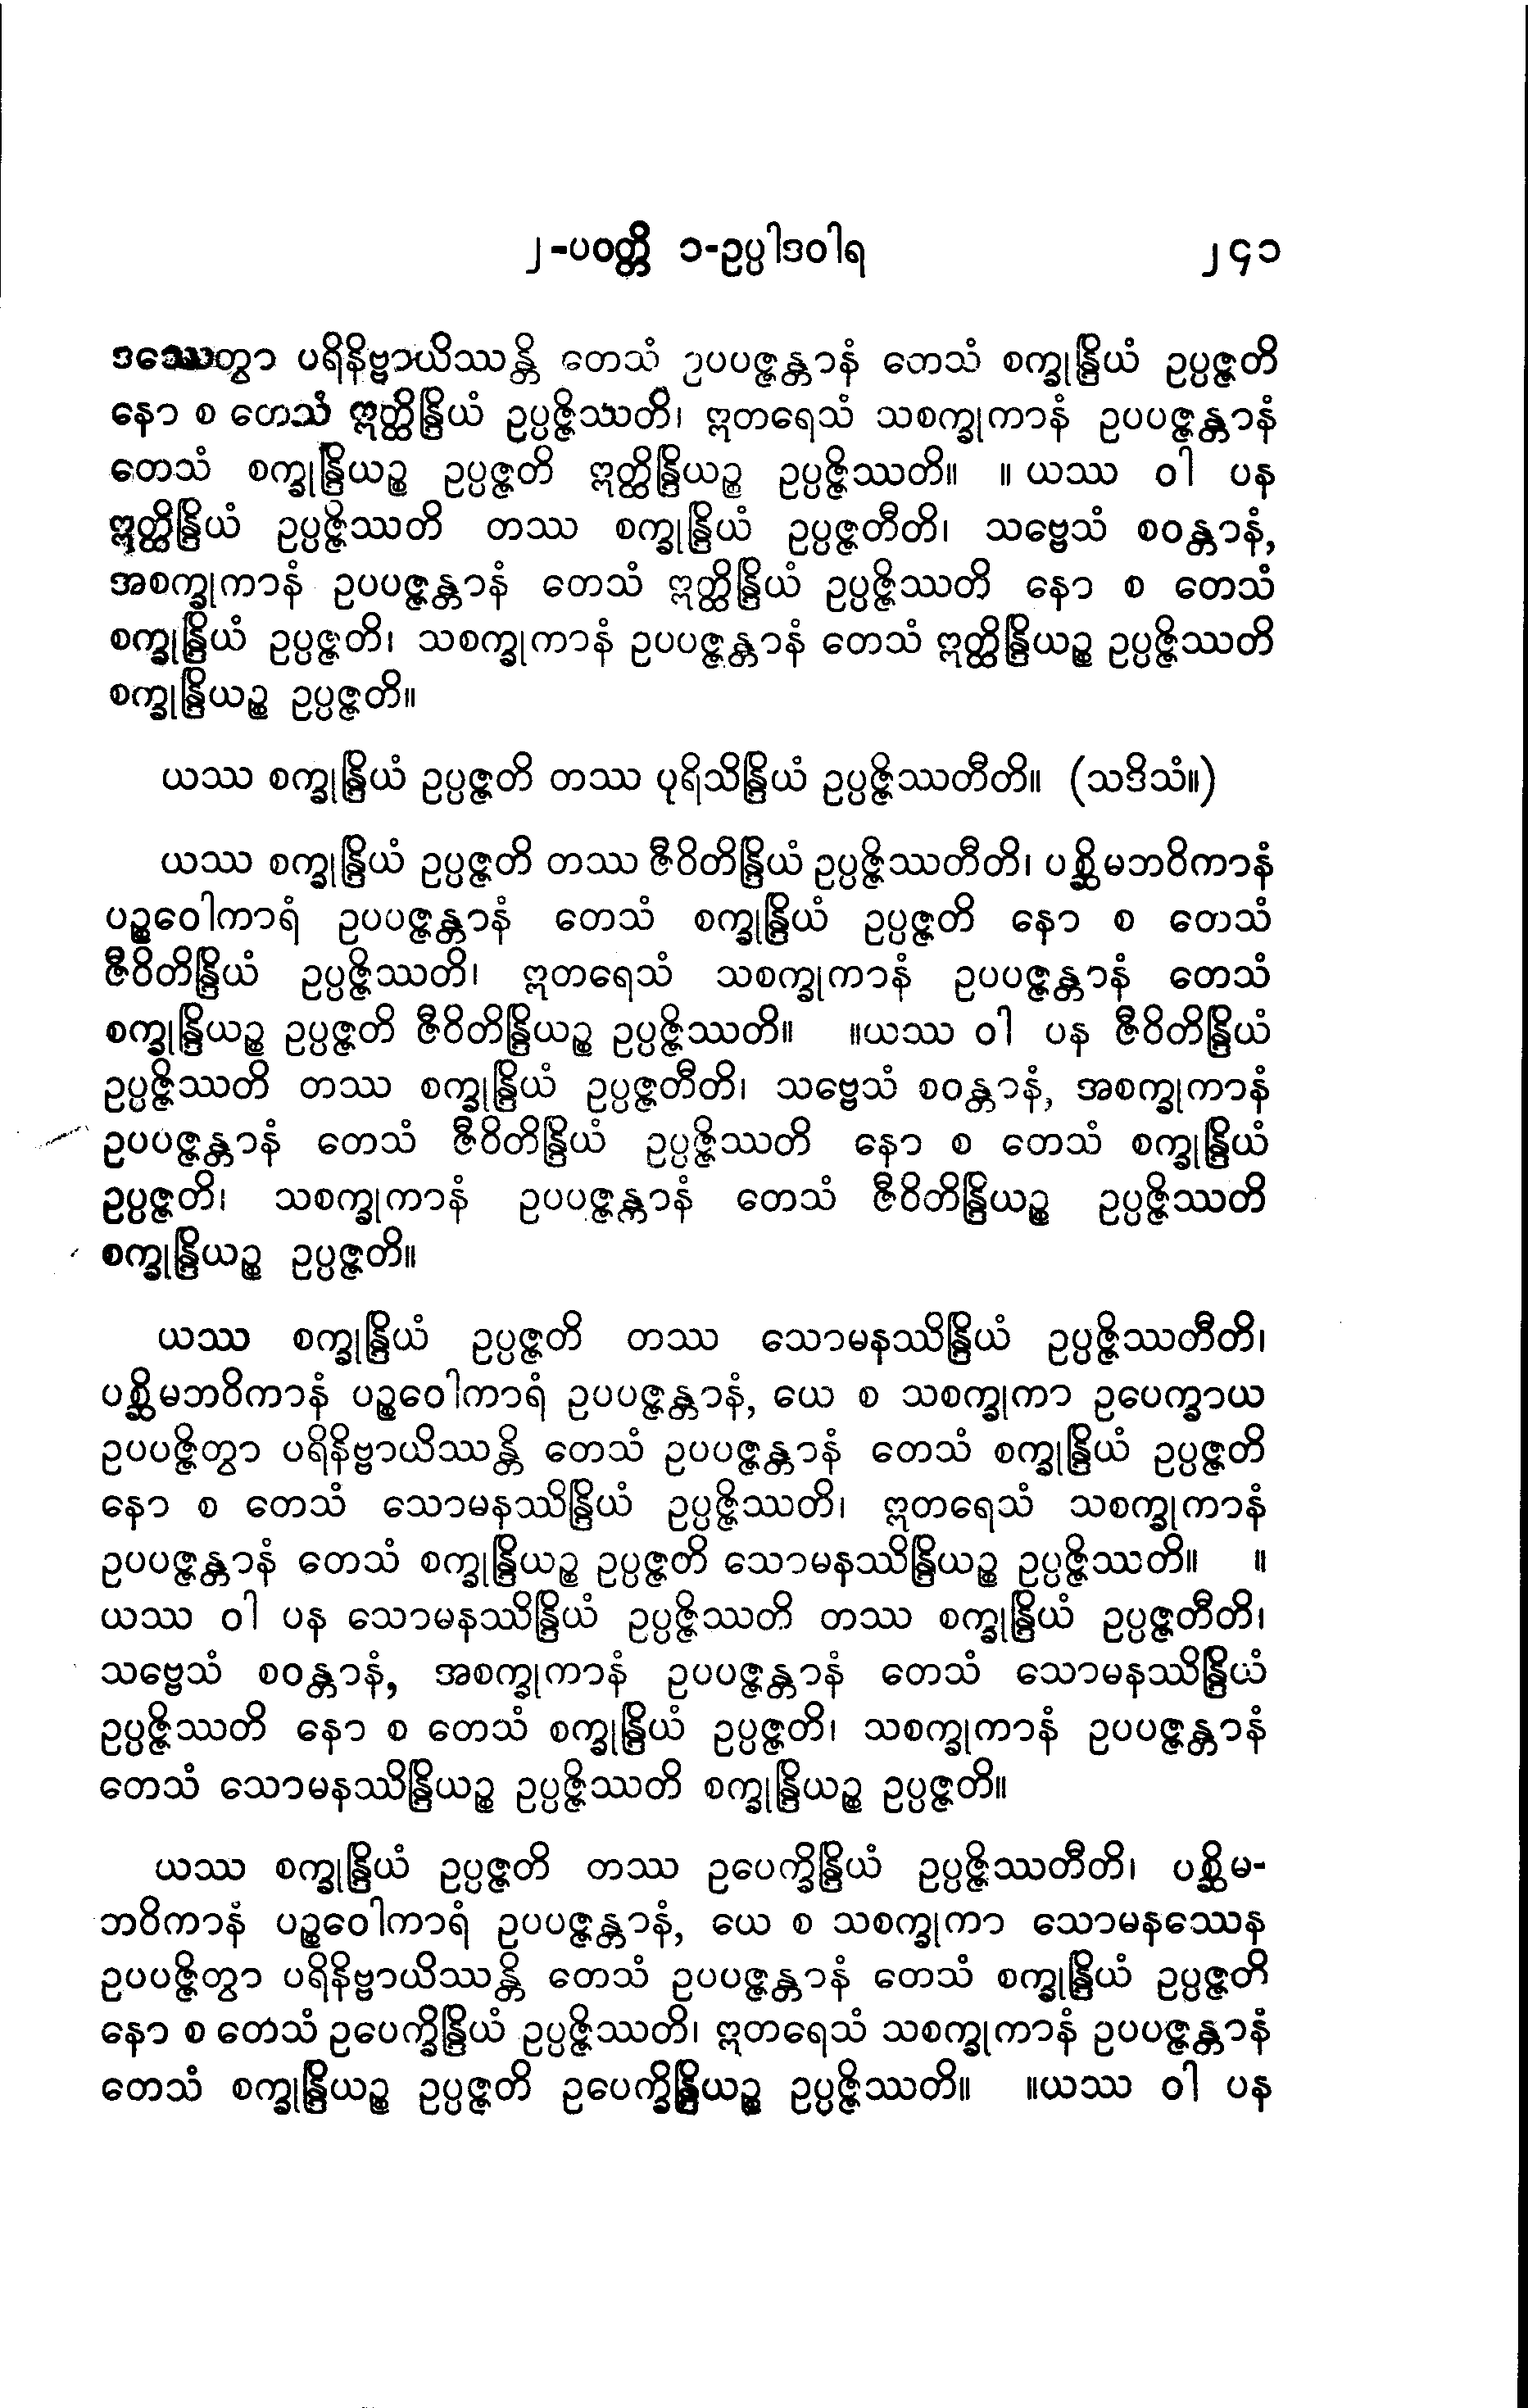 ၂-ပဝတ္တိ ၁-ဥပ္ပါဒဝါရ ၂၄၁
ဒဿေတွာ ပရိနိဗ္ဗာယိဿန္တိ တေသံ ဥပပဇ္ဇန္တာနံ တေသံ စက္ခုန္ဒြိယံ ဥပ္ပဇ္ဇတိ
နော စ တေသံ ဣတ္ထိန္ဒြိယံ ဥပ္ပဇ္ဇိဿတိ၊ ဣတရေသံ သစက္ခုကာနံ ဥပပဇ္ဇန္တာနံ
တေသံ စက္ခုန္ဒြိယဉ္စ ဥပ္ပဇ္ဇတိ ဣတ္ထိန္ဒြိယဉ္စ ဥပ္ပဇ္ဇိဿတိ။ ။ ယဿ ဝါ ပန
ဣတ္ထိန္ဒြိယံ ဥပ္ပဇ္ဇိဿတိ တဿ စက္ခုန္ဒြိယံ ဥပ္ပဇ္ဇတီတိ၊ သဗ္ဗေသံ စဝန္တာနံ,
အစက္ခုကာနံ ဥပပဇ္ဇန္တာနံ တေသံ ဣတ္ထိန္ဒြိယံ ဥပ္ပဇ္ဇိဿတိ နော စ တေသံ
စက္ခုန္ဒြိယံ ဥပ္ပဇ္ဇတိ၊ သစက္ခုကာနံ ဥပပဇ္ဇန္တာနံ တေသံ ဣတ္ထိန္ဒြိယဉ္စ ဥပ္ပဇ္ဇိဿတိ
စက္ခုန္ဒြိယဉ္စ ဥပ္ပဇ္ဇတိ။
ယဿ စက္ခုန္ဒြိယံ ဥပ္ပဇ္ဇတိ တဿ ပုရိသိန္ဒြိယံ ဥပ္ပဇ္ဇိဿတီတိ။ (သဒိသံ။)
ယဿ စက္ခုန္ဒြိယံ ဥပ္ပဇ္ဇတိ တဿ ဇီဝိတိန္ဒြိယံ ဥပ္ပဇ္ဇိဿတီတိ၊ ပစ္ဆိမဘဝိကာနံ
ပဉ္စဝေါကာရံ ဥပပဇ္ဇန္တာနံ တေသံ စက္ခုန္ဒြိယံ ဥပ္ပဇ္ဇတိ နော စ တေသံ
ဇီဝိတိန္ဒြိယံ ဥပ္ပဇ္ဇိဿတိ၊ ဣတရေသံ သစက္ခုကာနံ ဥပပဇ္ဇန္တာနံ တေသံ
စက္ခုန္ဒြိယဉ္စ ဥပ္ပဇ္ဇတိ ဇီဝိတိန္ဒြိယဉ္စ ဥပ္ပဇ္ဇိဿတိ။ ။ယဿ ဝါ ပန ဇီဝိတိန္ဒြိယံ
ဥပ္ပဇ္ဇိဿတိ တဿ စက္ခုန္ဒြိယံ ဥပ္ပဇ္ဇတီတိ၊ သဗ္ဗေသံ စဝန္တာနံ, အစက္ခုကာနံ
ဥပပဇ္ဇန္တာနံ တေသံ ဇီဝိတိန္ဒြိယံ ဥပ္ပဇ္ဇိဿတိ နော စ တေသံ စက္ခုန္ဒြိယံ
ဥပ္ပဇ္ဇတိ၊ သစက္ခုကာနံ ဥပပဇ္ဇန္တာနံ တေသံ ဇီဝိတိန္ဒြိယဉ္စ ဥပ္ပဇ္ဇိဿတိ
စက္ခုန္ဒြိယဉ္စ ဥပ္ပဇ္ဇတိ။
ယဿ စက္ခုန္ဒြိယံ ဥပ္ပဇ္ဇတိ တဿ သောမနဿိန္ဒြိယံ ဥပ္ပဇ္ဇိဿတီတိ၊
ပစ္ဆိမဘဝိကာနံ ပဉ္စဝေါကာရံ ဥပပဇ္ဇန္တာနံ, ယေ စ သစက္ခုကာ ဥပေက္ခာယ
ဥပပဇ္ဇိတွာ ပရိနိဗ္ဗာယိဿန္တိ တေသံ ဥပပဇ္ဇန္တာနံ တေသံ စက္ခုန္ဒြိယံ ဥပ္ပဇ္ဇတိ
နော စ တေသံ သောမနဿိန္ဒြိယံ ဥပ္ပဇ္ဇိဿတိ၊ ဣတရေသံ သစက္ခုကာနံ
ဥပပဇ္ဇန္တာနံ တေသံ စက္ခုန္ဒြိယဉ္စ ဥပ္ပဇ္ဇတိ သောမနဿိန္ဒြိယဉ္စ ဥပ္ပဇ္ဇိဿတိ။ ။
ယဿ ဝါ ပန သောမနဿိန္ဒြိယံ ဥပ္ပဇ္ဇိဿတိ တဿ စက္ခုန္ဒြိယံ ဥပ္ပဇ္ဇတီတိ၊
သဗ္ဗေသံ စဝန္တာနံ, အစက္ခုကာနံ ဥပပဇ္ဇန္တာနံ တေသံ သောမနဿိန္ဒြိယံ
ဥပ္ပဇ္ဇိဿတိ နော စ တေသံ စက္ခုန္ဒြိယံ ဥပ္ပဇ္ဇတိ၊ သစက္ခုကာနံ ဥပပဇ္ဇန္တာနံ
တေသံ သောမနဿိန္ဒြိယဉ္စ ဥပ္ပဇ္ဇိဿတိ စက္ခုန္ဒြိယဉ္စ ဥပ္ပဇ္ဇတိ။
ယဿ စက္ခုန္ဒြိယံ ဥပ္ပဇ္ဇတိ တဿ ဥပေက္ခိန္ဒြိယံ ဥပ္ပဇ္ဇိဿတီတိ၊ ပစ္ဆိမ-
ဘဝိကာနံ ပဉ္စဝေါကာရံ ဥပပဇ္ဇန္တာနံ, ယေ စ သစက္ခုကာ သောမနဿေန
ဥပပဇ္ဇိတွာ ပရိနိဗ္ဗာယိဿန္တိ တေသံ ဥပပဇ္ဇန္တာနံ တေသံ စက္ခုန္ဒြိယံ ဥပ္ပဇ္ဇတိ
နော စ တေသံ ဥပေက္ခိန္ဒြိယံ ဥပ္ပဇ္ဇိဿတိ၊ ဣတရေသံ သစက္ခုကာနံ ဥပပဇ္ဇန္တာနံ
တေသံ စက္ခုန္ဒြိယဉ္စ ဥပ္ပဇ္ဇတိ ဥပေက္ခိန္ဒြိယဉ္စ ဥပ္ပဇ္ဇိဿတိ။ ။ယဿ ဝါ ပန